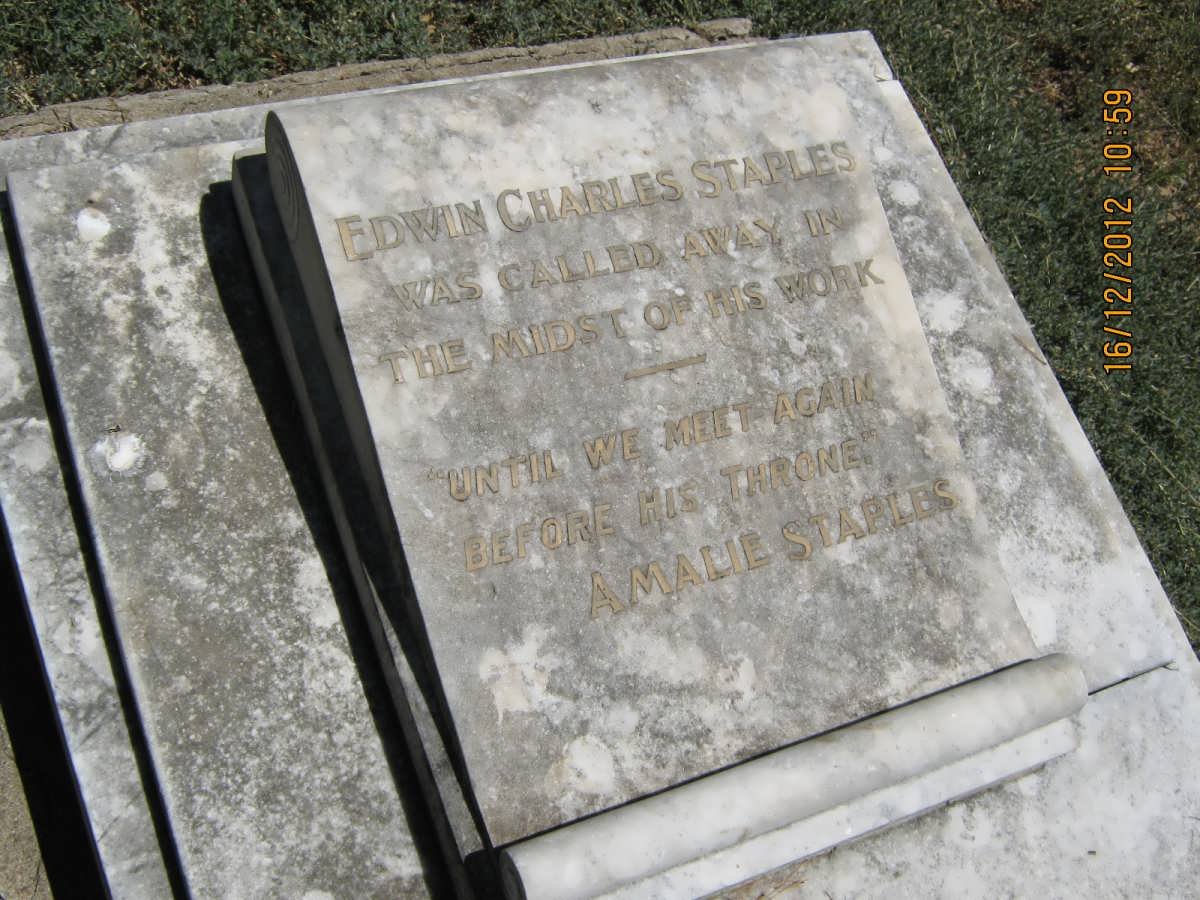 EDWIN CHARLES STAPLES
WAS CALLED AWAY IN
THE MIDST OF HIS WORK
"UNTIL WE MEET AGAIN
BEFORE HIS THRONE."
AMALIE STAPLES
16/12/2012 10:59